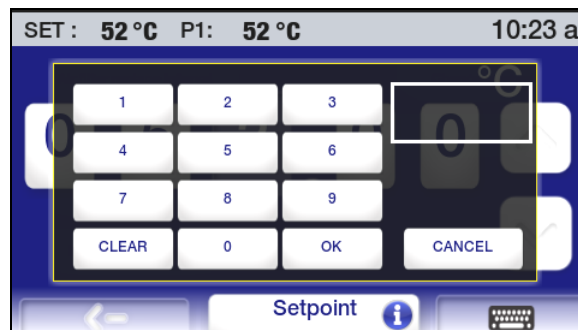 SET : 52 °C P1: 52 °C 10:23 a
°C
1 2 3
4 5 6
7 8 9
CLEAR 0 OK CANCEL
Setpoint i